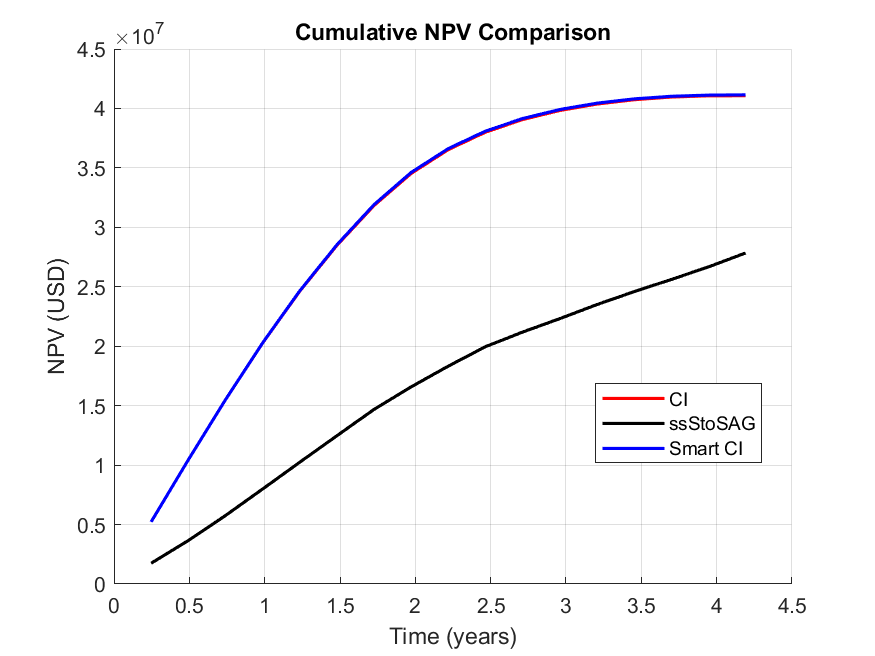 Cumulative NPV Comparison
×10⁷
4.5
4
3.5
3
2.5
2
1.5
1
0.5
0
NPV (USD)
CI
ssStoSAG
Smart CI
0 0.5 1 1.5 2 2.5 3 3.5 4 4.5
Time (years)